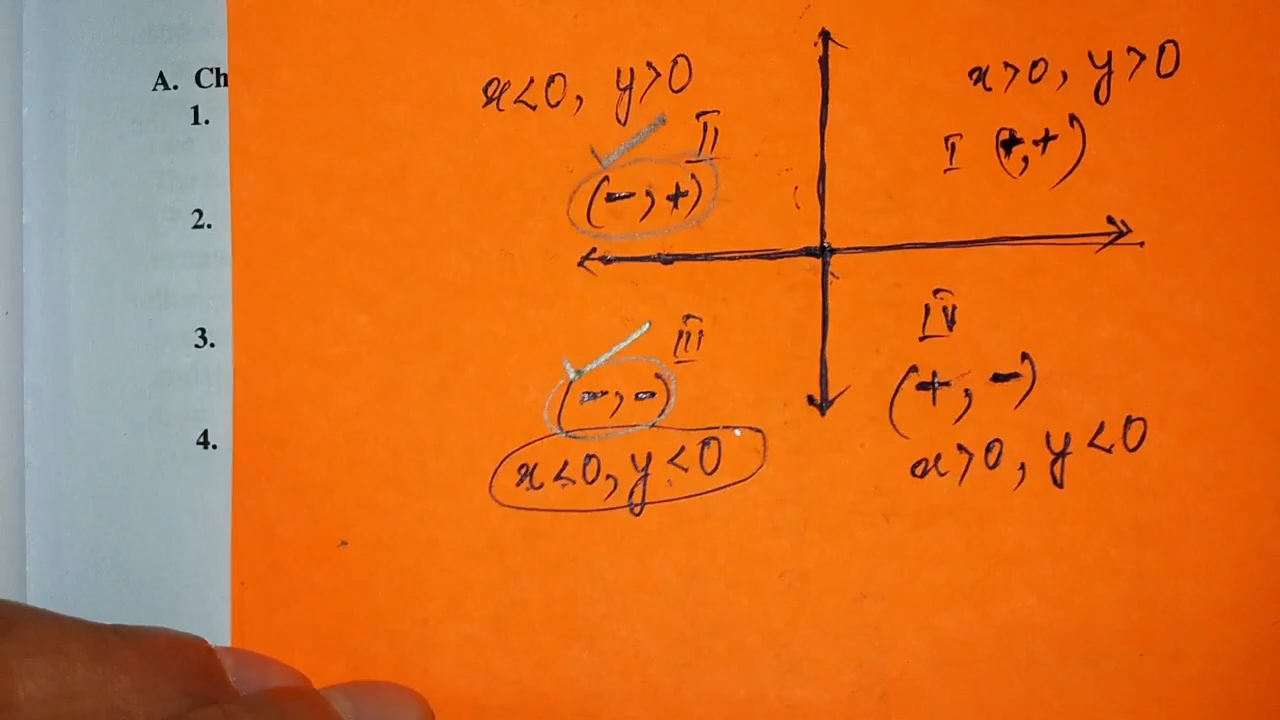 A. Ch
1.
2.
3.
4.
x<0, y>0
II
(-, +)
x>0, y>0
I (+,+)
III
(-, -)
x<0, y<0
IV
(+, -)
x>0, y<0